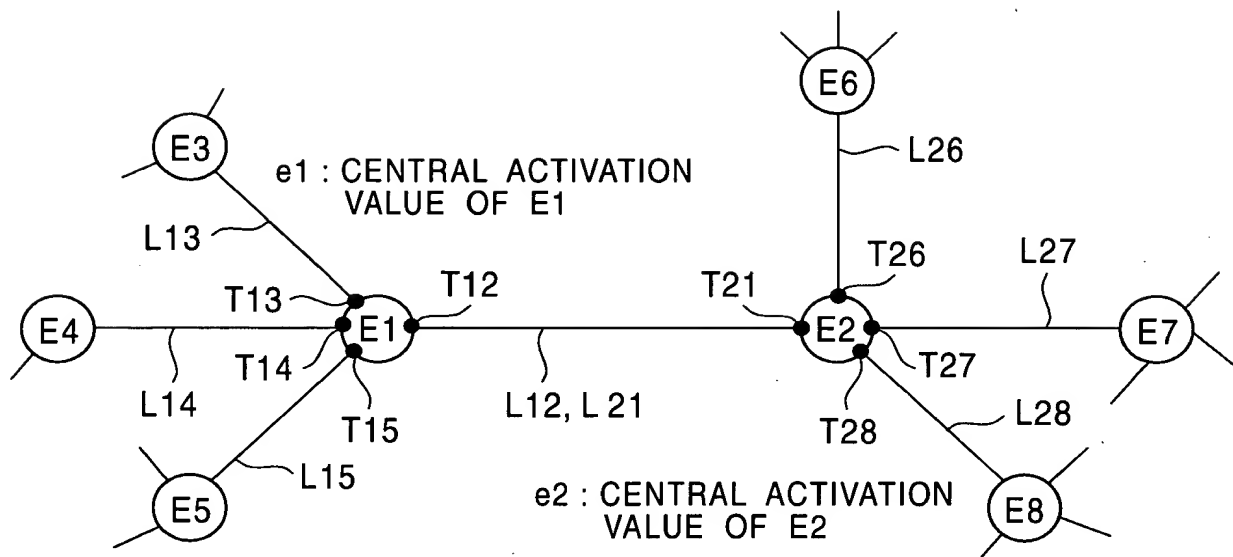 E6
E3
L26
e1 : CENTRAL ACTIVATION
VALUE OF E1
L13
T26
L27
T13
T12
T21
E4
E1
E2
E7
T14
T27
L14
T15
L12, L21
T28
L28
L15
E5
e2 : CENTRAL ACTIVATION
VALUE OF E2
E8